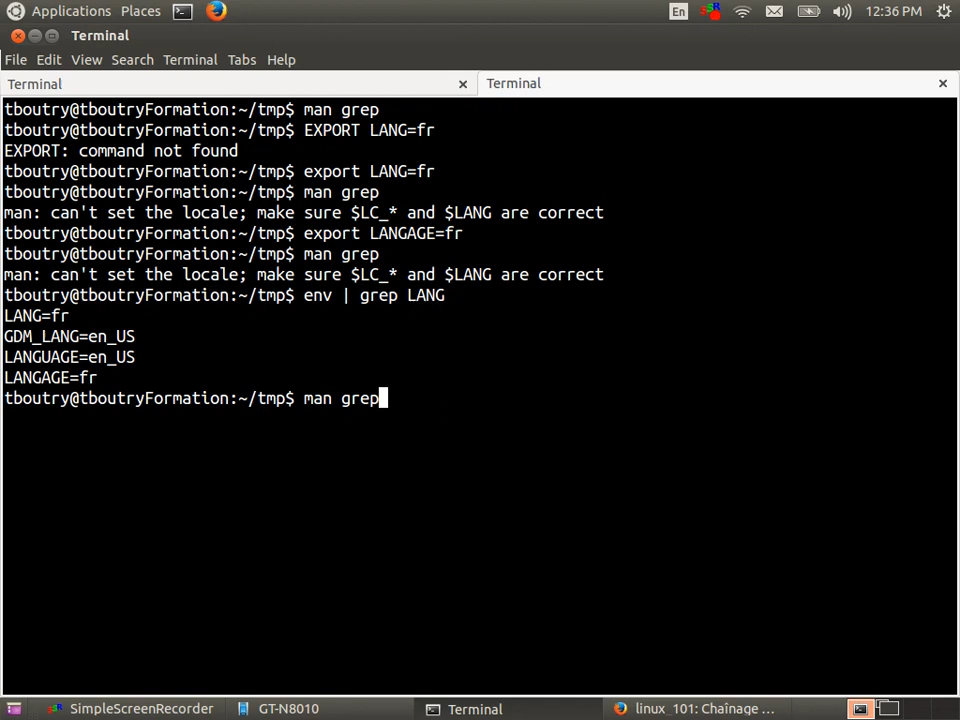 Applications Places En 12:36 PM
Terminal
File Edit View Search Terminal Tabs Help
Terminal Terminal
tboutry@tboutryFormation:~/tmp$ man grep
tboutry@tboutryFormation:~/tmp$ EXPORT LANG=fr
EXPORT: command not found
tboutry@tboutryFormation:~/tmp$ export LANG=fr
tboutry@tboutryFormation:~/tmp$ man grep
man: can't set the locale; make sure $LC_* and $LANG are correct
tboutry@tboutryFormation:~/tmp$ export LANGAGE=fr
tboutry@tboutryFormation:~/tmp$ man grep
man: can't set the locale; make sure $LC_* and $LANG are correct
tboutry@tboutryFormation:~/tmp$ env | grep LANG
LANG=fr
GDM_LANG=en_US
LANGUAGE=en_US
LANGAGE=fr
tboutry@tboutryFormation:~/tmp$ man grep
SimpleScreenRecorder GT-N8010 Terminal linux_101: Chaînage ...